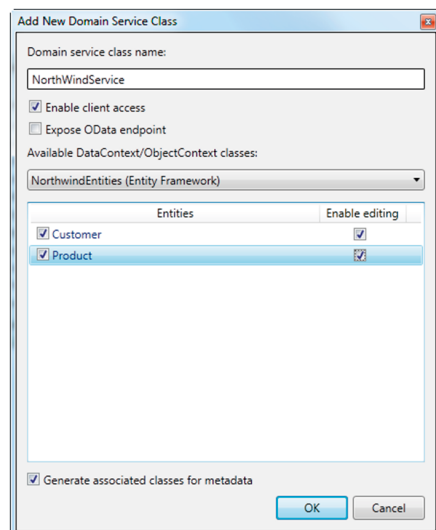 Add New Domain Service Class
Domain service class name:
NorthWindService
Enable client access
Expose OData endpoint
Available DataContext/ObjectContext classes:
NorthwindEntities (Entity Framework)
Entities Enable editing
Customer
Product
Generate associated classes for metadata
OK Cancel